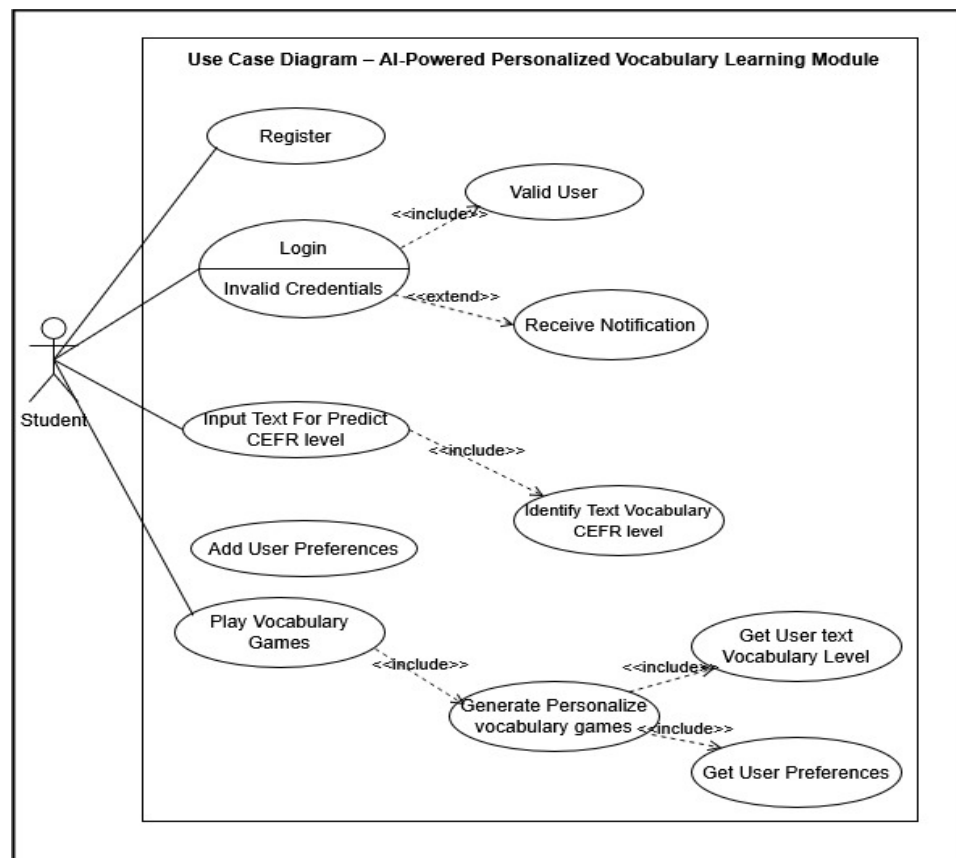 Use Case Diagram – AI-Powered Personalized Vocabulary Learning Module
Register
Valid User
<<include>>
Login
Invalid Credentials
<<extend>>
Receive Notification
Student
Input Text For Predict
CEFR level
<<include>>
Identify Text Vocabulary
CEFR level
Add User Preferences
Play Vocabulary
Games
<<include>>
Get User text
Vocabulary Level
<<include>>
Generate Personalize
vocabulary games
<<include>>
Get User Preferences